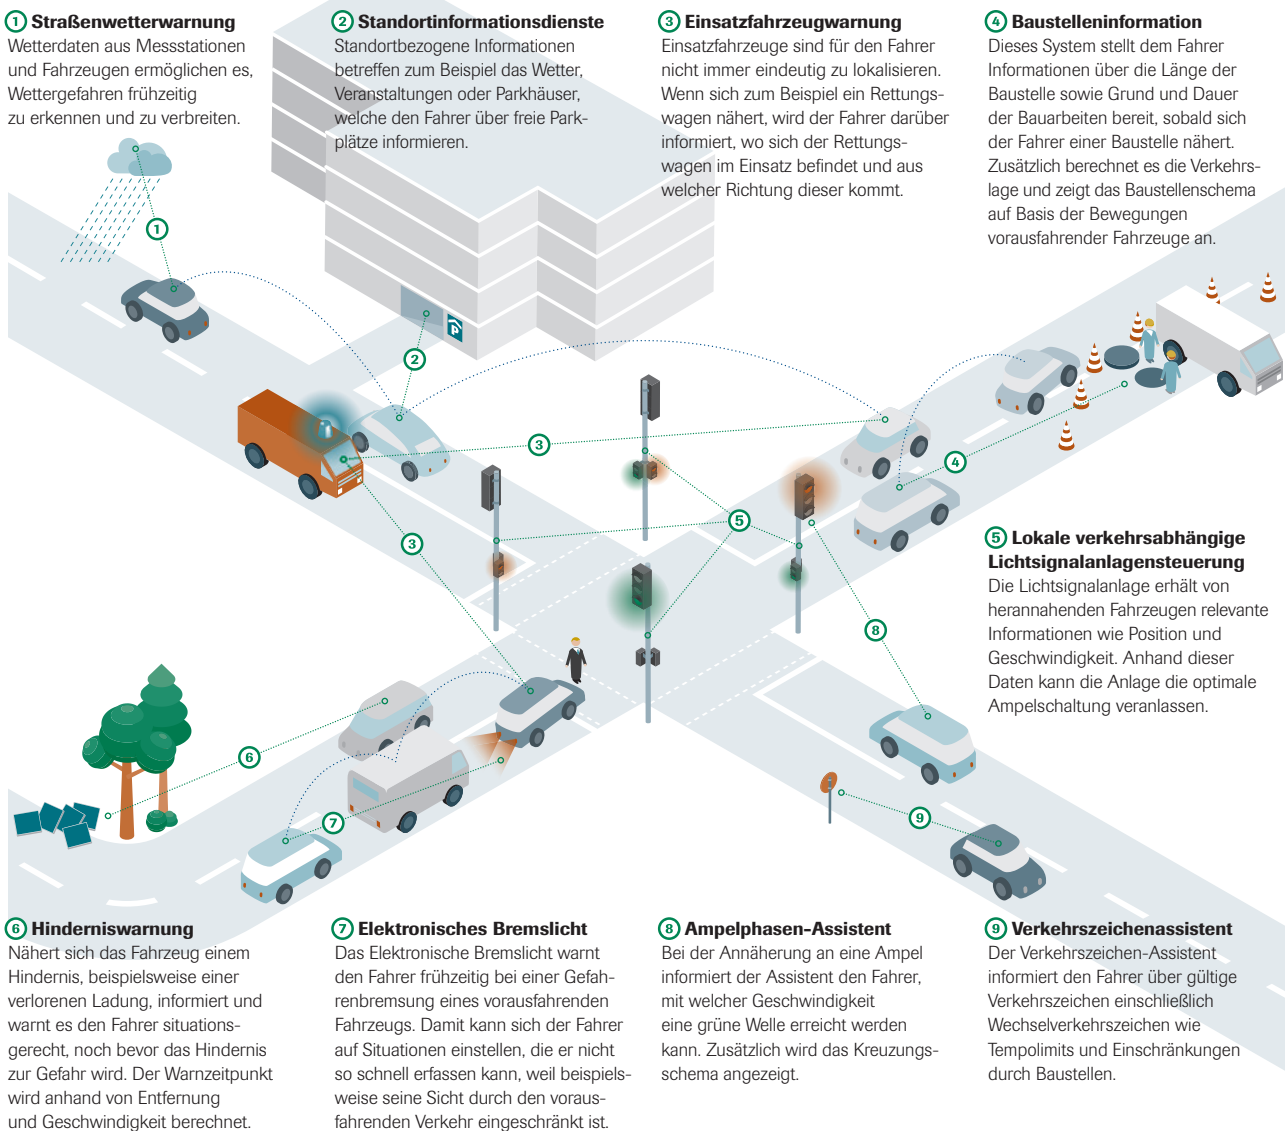 1 Straßenwetterwarnung
Wetterdaten aus Messstationen
und Fahrzeugen ermöglichen es,
Wettergefahren frühzeitig
zu erkennen und zu verbreiten.
2 Standortinformationsdienste
Standortbezogene Informationen
betreffen zum Beispiel das Wetter,
Veranstaltungen oder Parkhäuser,
welche den Fahrer über freie Park-
plätze informieren.
3 Einsatzfahrzeugwarnung
Einsatzfahrzeuge sind für den Fahrer
nicht immer eindeutig zu lokalisieren.
Wenn sich zum Beispiel ein Rettungs-
wagen nähert, wird der Fahrer darüber
informiert, wo sich der Rettungs-
wagen im Einsatz befindet und aus
welcher Richtung dieser kommt.
4 Baustelleninformation
Dieses System stellt dem Fahrer
Informationen über die Länge der
Baustelle sowie Grund und Dauer
der Bauarbeiten bereit, sobald sich
der Fahrer einer Baustelle nähert.
Zusätzlich berechnet es die Verkehrs-
lage und zeigt das Baustellenschema
auf Basis der Bewegungen
vorausfahrender Fahrzeuge an.
1
P
2
3
4
5
3
8
6
7
9
5 Lokale verkehrsabhängige
Lichtsignalanlagensteuerung
Die Lichtsignalanlage erhält von
herannahenden Fahrzeugen relevante
Informationen wie Position und
Geschwindigkeit. Anhand dieser
Daten kann die Anlage die optimale
Ampelschaltung veranlassen.
6 Hinderniswarnung
Nähert sich das Fahrzeug einem
Hindernis, beispielsweise einer
verlorenen Ladung, informiert und
warnt es den Fahrer situations-
gerecht, noch bevor das Hindernis
zur Gefahr wird. Der Warnzeitpunkt
wird anhand von Entfernung
und Geschwindigkeit berechnet.
7 Elektronisches Bremslicht
Das Elektronische Bremslicht warnt
den Fahrer frühzeitig bei einer Gefah-
renbremsung eines vorausfahrenden
Fahrzeugs. Damit kann sich der Fahrer
auf Situationen einstellen, die er nicht
so schnell erfassen kann, weil beispiels-
weise seine Sicht durch den voraus-
fahrenden Verkehr eingeschränkt ist.
8 Ampelphasen-Assistent
Bei der Annäherung an eine Ampel
informiert der Assistent den Fahrer,
mit welcher Geschwindigkeit
eine grüne Welle erreicht werden
kann. Zusätzlich wird das Kreuzungs-
schema angezeigt.
9 Verkehrszeichenassistent
Der Verkehrszeichen-Assistent
informiert den Fahrer über gültige
Verkehrszeichen einschließlich
Wechselverkehrszeichen wie
Tempolimits und Einschränkungen
durch Baustellen.